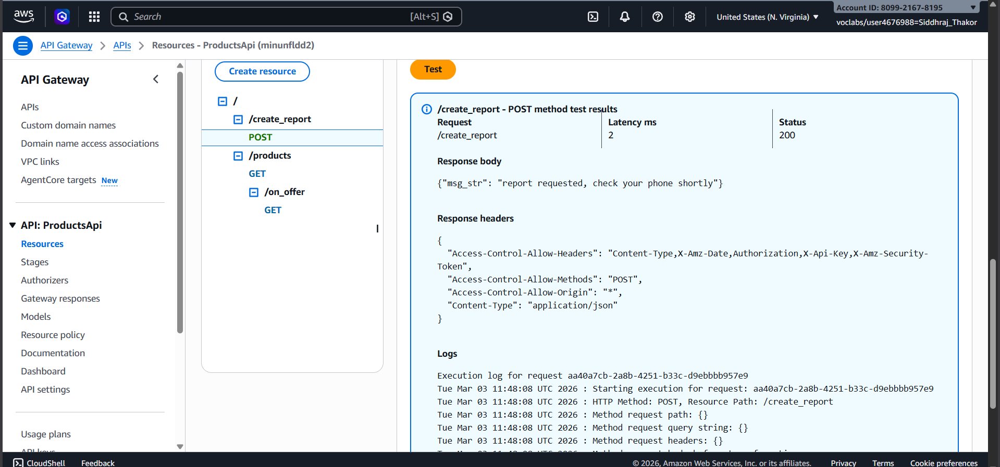 aws
Search
[Alt+S]
United States (N. Virginia)
Account ID: 8099-2167-8195
voclabs/user4676988=Siddhraj_Thakor
API Gateway
APIs
Resources - ProductsApi (minunfldd2)
API Gateway
APIs
Custom domain names
Domain name access associations
VPC links
AgentCore targets New
API: ProductsApi
Resources
Stages
Authorizers
Gateway responses
Models
Resource policy
Documentation
Dashboard
API settings
Usage plans
API keys
Create resource
/
/create_report
POST
/products
GET
/on_offer
GET
Test
/create_report - POST method test results
Request
/create_report
Latency ms
2
Status
200
Response body
{"msg_str": "report requested, check your phone shortly"}
Response headers
{
"Access-Control-Allow-Headers": "Content-Type,X-Amz-Date,Authorization,X-Api-Key,X-Amz-Security-
Token",
"Access-Control-Allow-Methods": "POST",
"Access-Control-Allow-Origin": "*",
"Content-Type": "application/json"
}
Logs
Execution log for request aa40a7cb-2a8b-4251-b33c-d9ebbbb957e9
Tue Mar 03 11:48:08 UTC 2026 : Starting execution for request: aa40a7cb-2a8b-4251-b33c-d9ebbbb957e9
Tue Mar 03 11:48:08 UTC 2026 : HTTP Method: POST, Resource Path: /create_report
Tue Mar 03 11:48:08 UTC 2026 : Method request path: {}
Tue Mar 03 11:48:08 UTC 2026 : Method request query string: {}
Tue Mar 03 11:48:08 UTC 2026 : Method request headers: {}
CloudShell
Feedback
© 2026, Amazon Web Services, Inc. or its affiliates.
Privacy
Terms
Cookie preferences